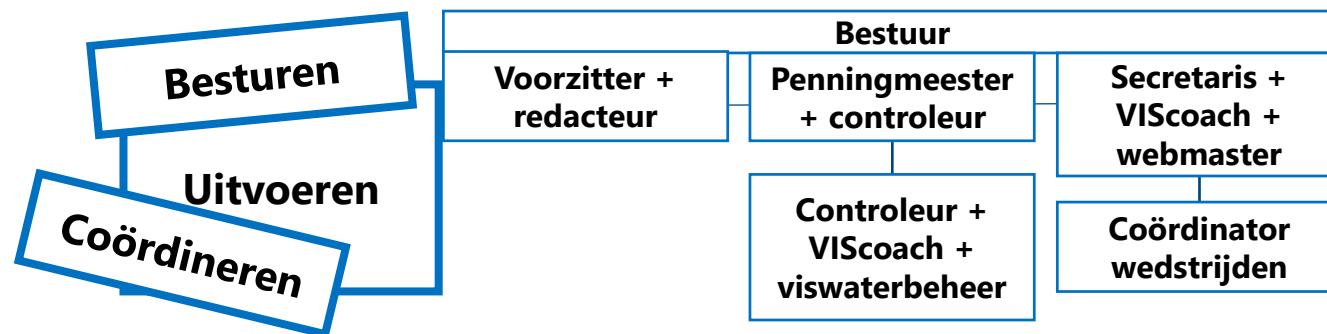 Besturen
Uitvoeren
Coördineren
Bestuur
Voorzitter +
redacteur
Penningmeester
+ controleur
Secretaris +
VIScoach +
webmaster
Controleur +
VIScoach +
viswaterbeheer
Coördinator
wedstrijden